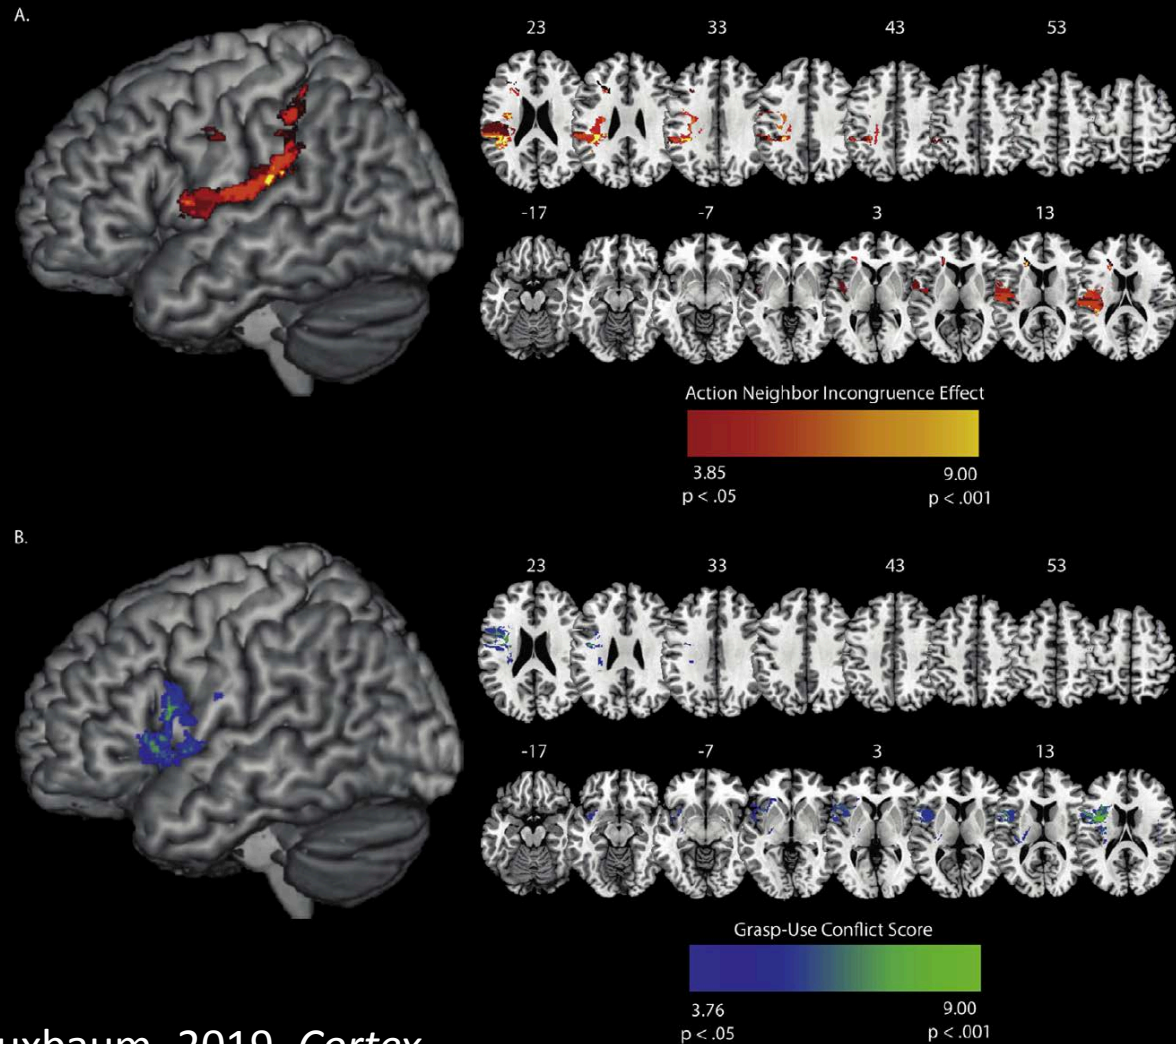 A.
23 33 43 53
-17 -7 3 13
Action Neighbor Incongruence Effect
3.85 9.00
p < .05 p < .001
B.
23 33 43 53
-17 -7 3 13
Grasp-Use Conflict Score
3.76 9.00
p < .05 p < .001
2019, Cortex